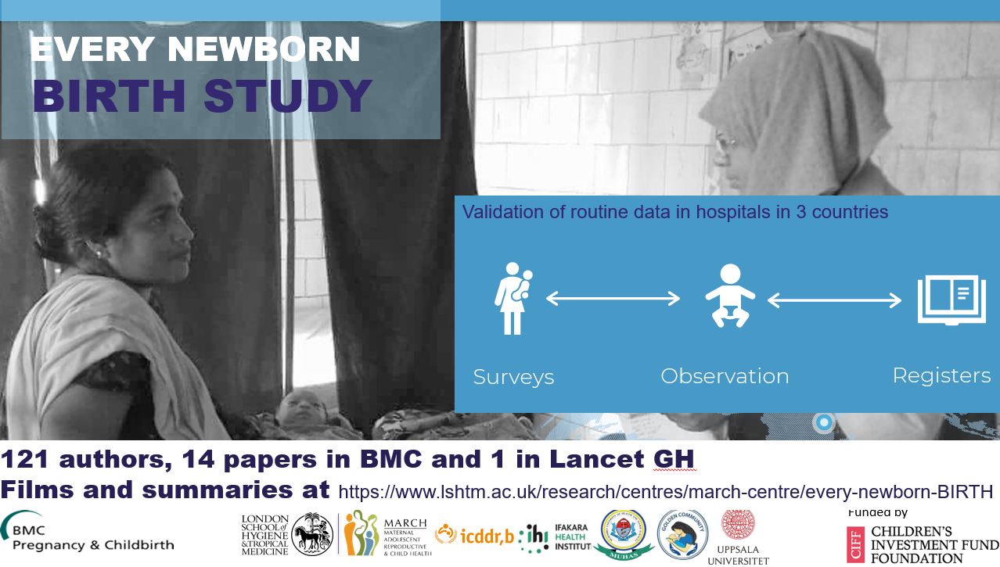 EVERY NEWBORN
BIRTH STUDY
Validation of routine data in hospitals in 3 countries
Surveys
Observation
Registers
121 authors, 14 papers in BMC and 1 in Lancet GH
Films and summaries at https://www.lshtm.ac.uk/research/centres/march-centre/every-newborn-BIRTH
BMC
Pregnancy & Childbirth
LONDON
SCHOOL of
HYGIENE
& TROPICAL
MEDICINE
MARCH
MATERNAL
ADOLESCENT
REPRODUCTIVE
& CHILD HEALTH
icddr,b
ihi
IFAKARA
HEALTH
INSTITUT
MUHAS
GOLDEN COMMUNITY
UPPSALA
UNIVERSITET
Funded by
CIFF
CHILDREN'S
INVESTMENT FUND
FOUNDATION